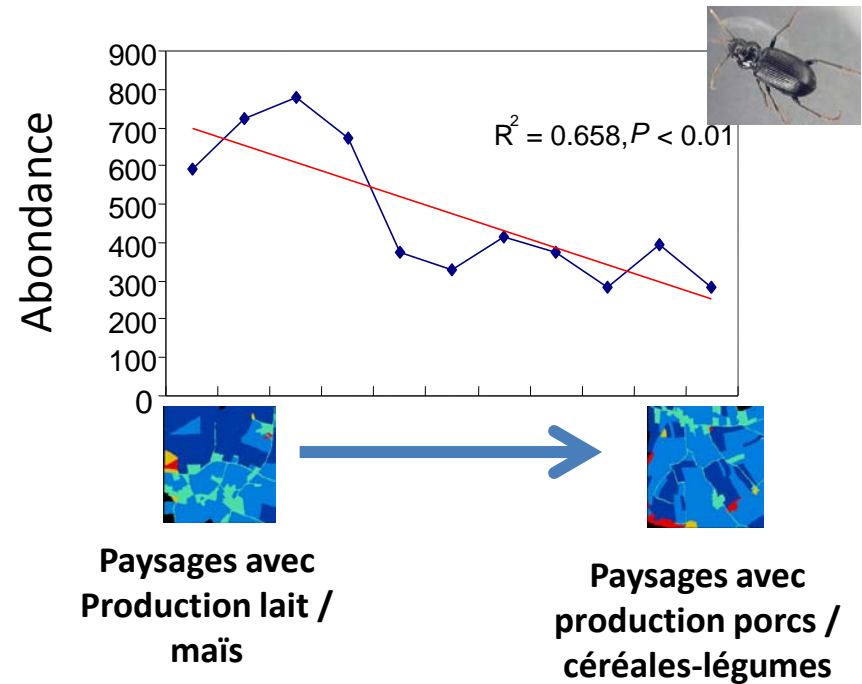 900
800
700
600
500
400
300
200
100
0
Abondance
R² = 0.658, P < 0.01
Paysages avec
Production lait /
maïs
Paysages avec
production porcs /
céréales-légumes